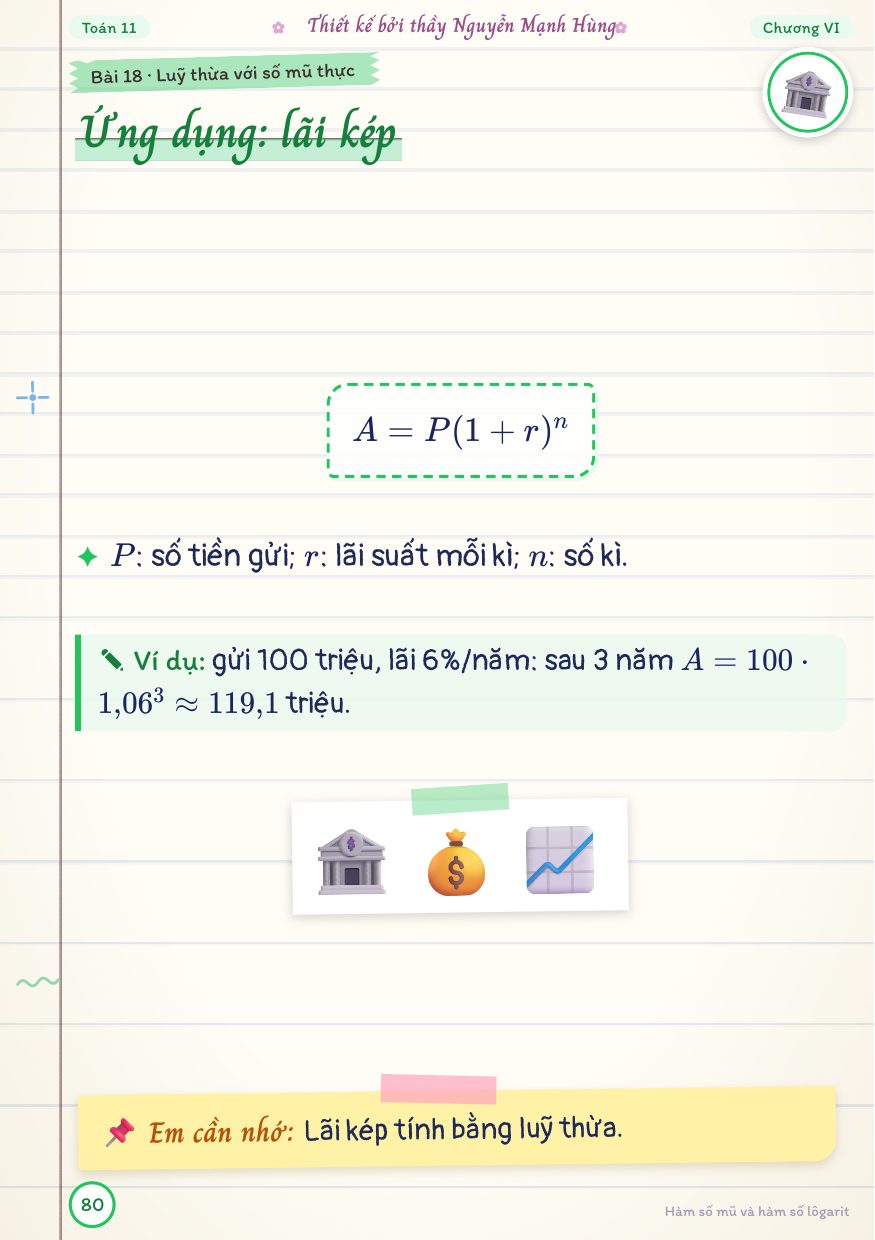 Toán 11
Thiết kế bởi thầy Nguyễn Mạnh Hùng
Chương VI
Bài 18 · Luỹ thừa với số mũ thực
Ứng dụng: lãi kép
A = P(1 + r)ⁿ
P: số tiền gửi; r: lãi suất mỗi kì; n: số kì.
Ví dụ: gửi 100 triệu, lãi 6%/năm: sau 3 năm A = 100 ·
1,06³ ≈ 119,1 triệu.
Em cần nhớ: Lãi kép tính bằng luỹ thừa.
80
Hàm số mũ và hàm số lôgarit